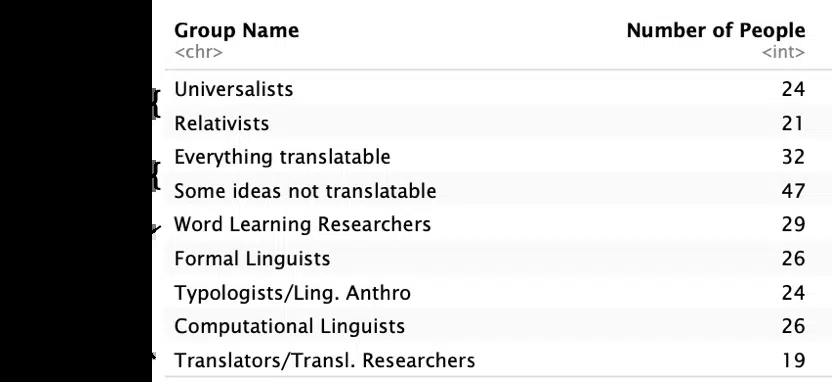 Group Name Number of People
<chr> <int>
Universalists 24
Relativists 21
Everything translatable 32
Some ideas not translatable 47
Word Learning Researchers 29
Formal Linguists 26
Typologists/Ling. Anthro 24
Computational Linguists 26
Translators/Transl. Researchers 19